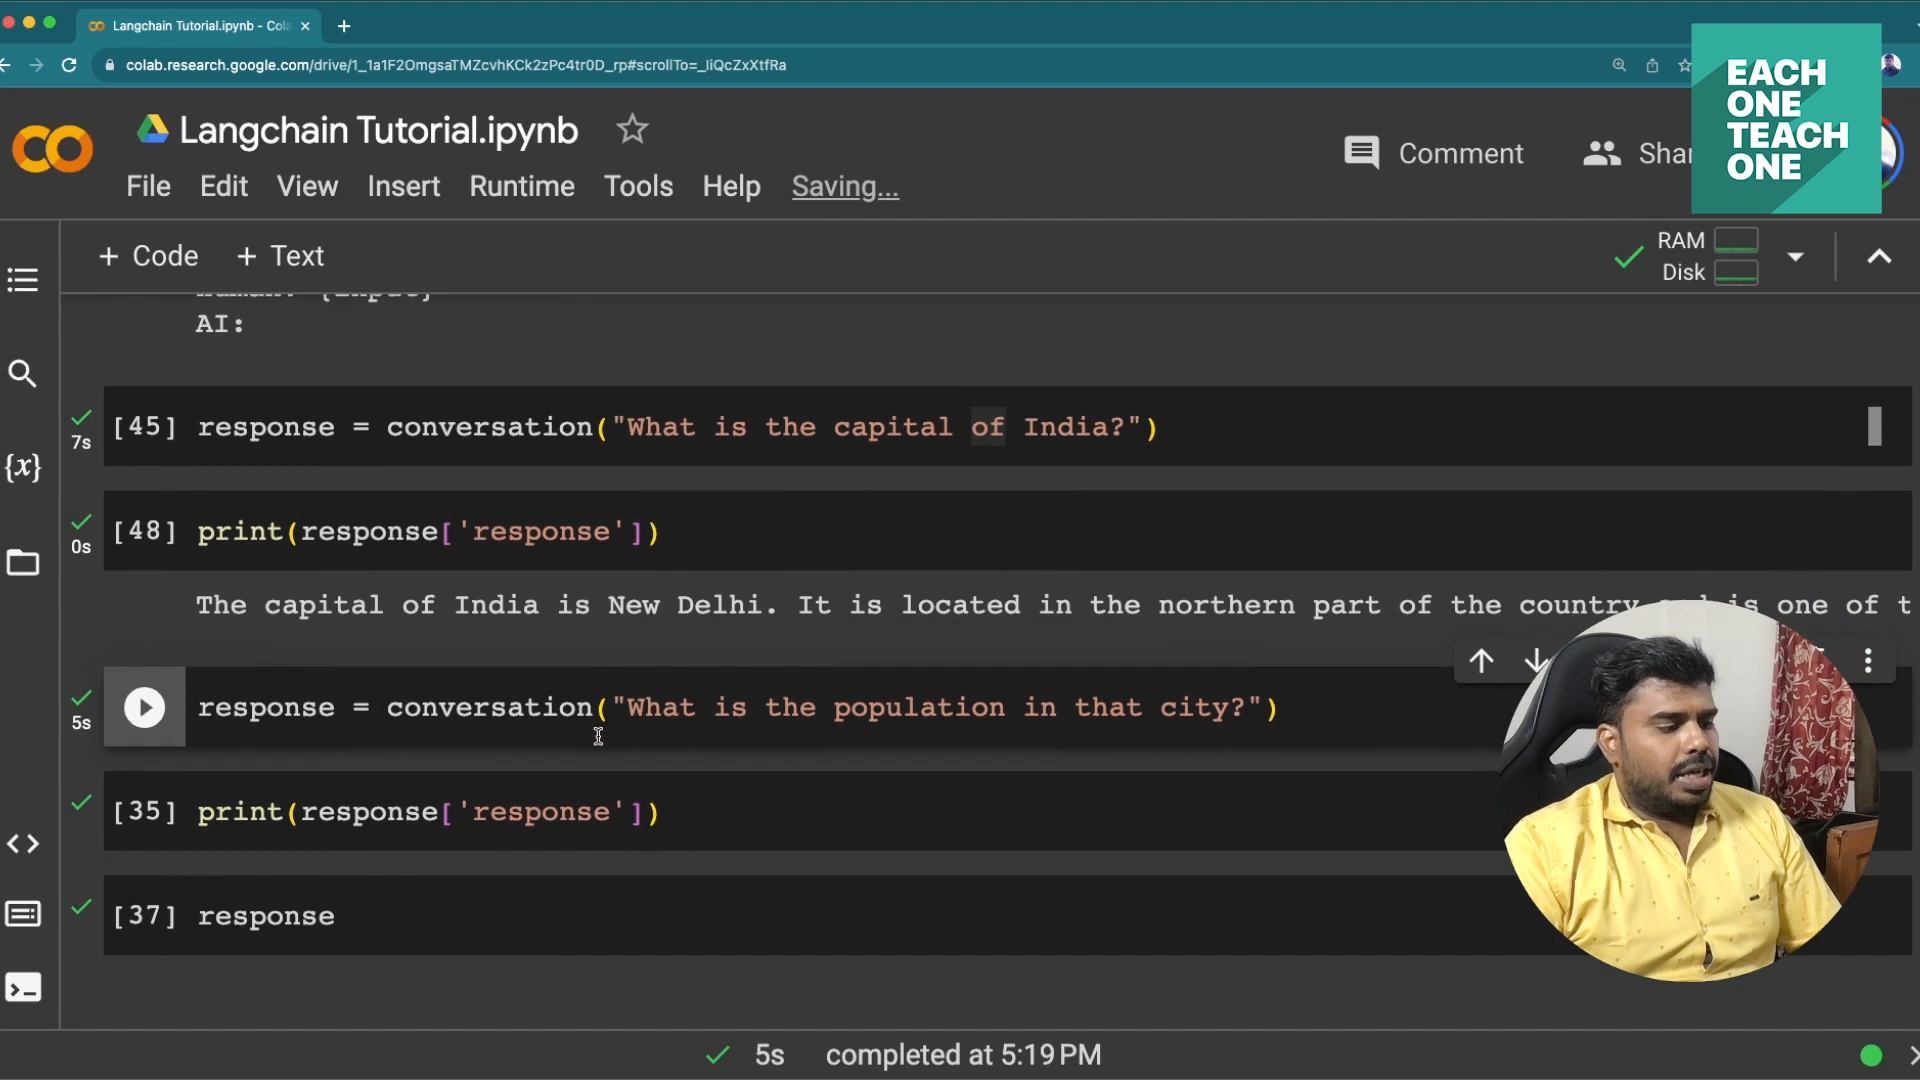 Langchain Tutorial.ipynb - Cola
colab.research.google.com/drive/1_1a1F2OmgsaTMZcvhKCk2zPc4tr0D_rp#scrollTo=_IiQcZxXtfRa
EACH
ONE
TEACH
ONE
Langchain Tutorial.ipynb
Comment
Shar
File Edit View Insert Runtime Tools Help Saving...
+ Code + Text
RAM
Disk
AI:
[45] response = conversation("What is the capital of India?")
7s
[48] print(response['response'])
0s
The capital of India is New Delhi. It is located in the northern part of the country and is one of t
response = conversation("What is the population in that city?")
5s
{x}
[35] print(response['response'])
[37] response
5s completed at 5:19 PM